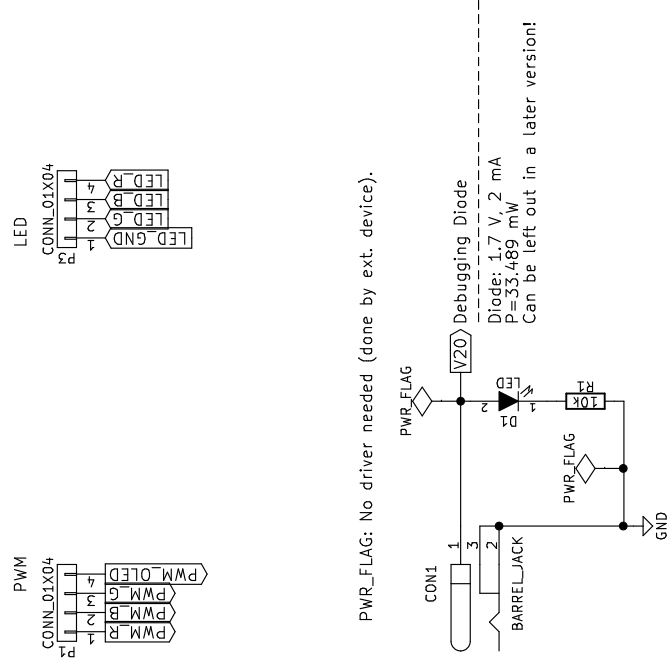 PWM
CONN_01X04
P1
1 PWM_R
2 PWM_B
3 PWM_G
4 PWM_OLED
LED
CONN_01X04
P3
1 LED_GND
2 LED_G
3 LED_B
4 LED_R
PWR_FLAG: No driver needed (done by ext. device).
CON1
BARREL_JACK
1
3
2
PWR_FLAG
V20
Debugging Diode
Diode: 1.7 V, 2 mA
P=33.489 mW
Can be left out in a later version!
2
D1
LED
1
R1
10k
PWR_FLAG
GND